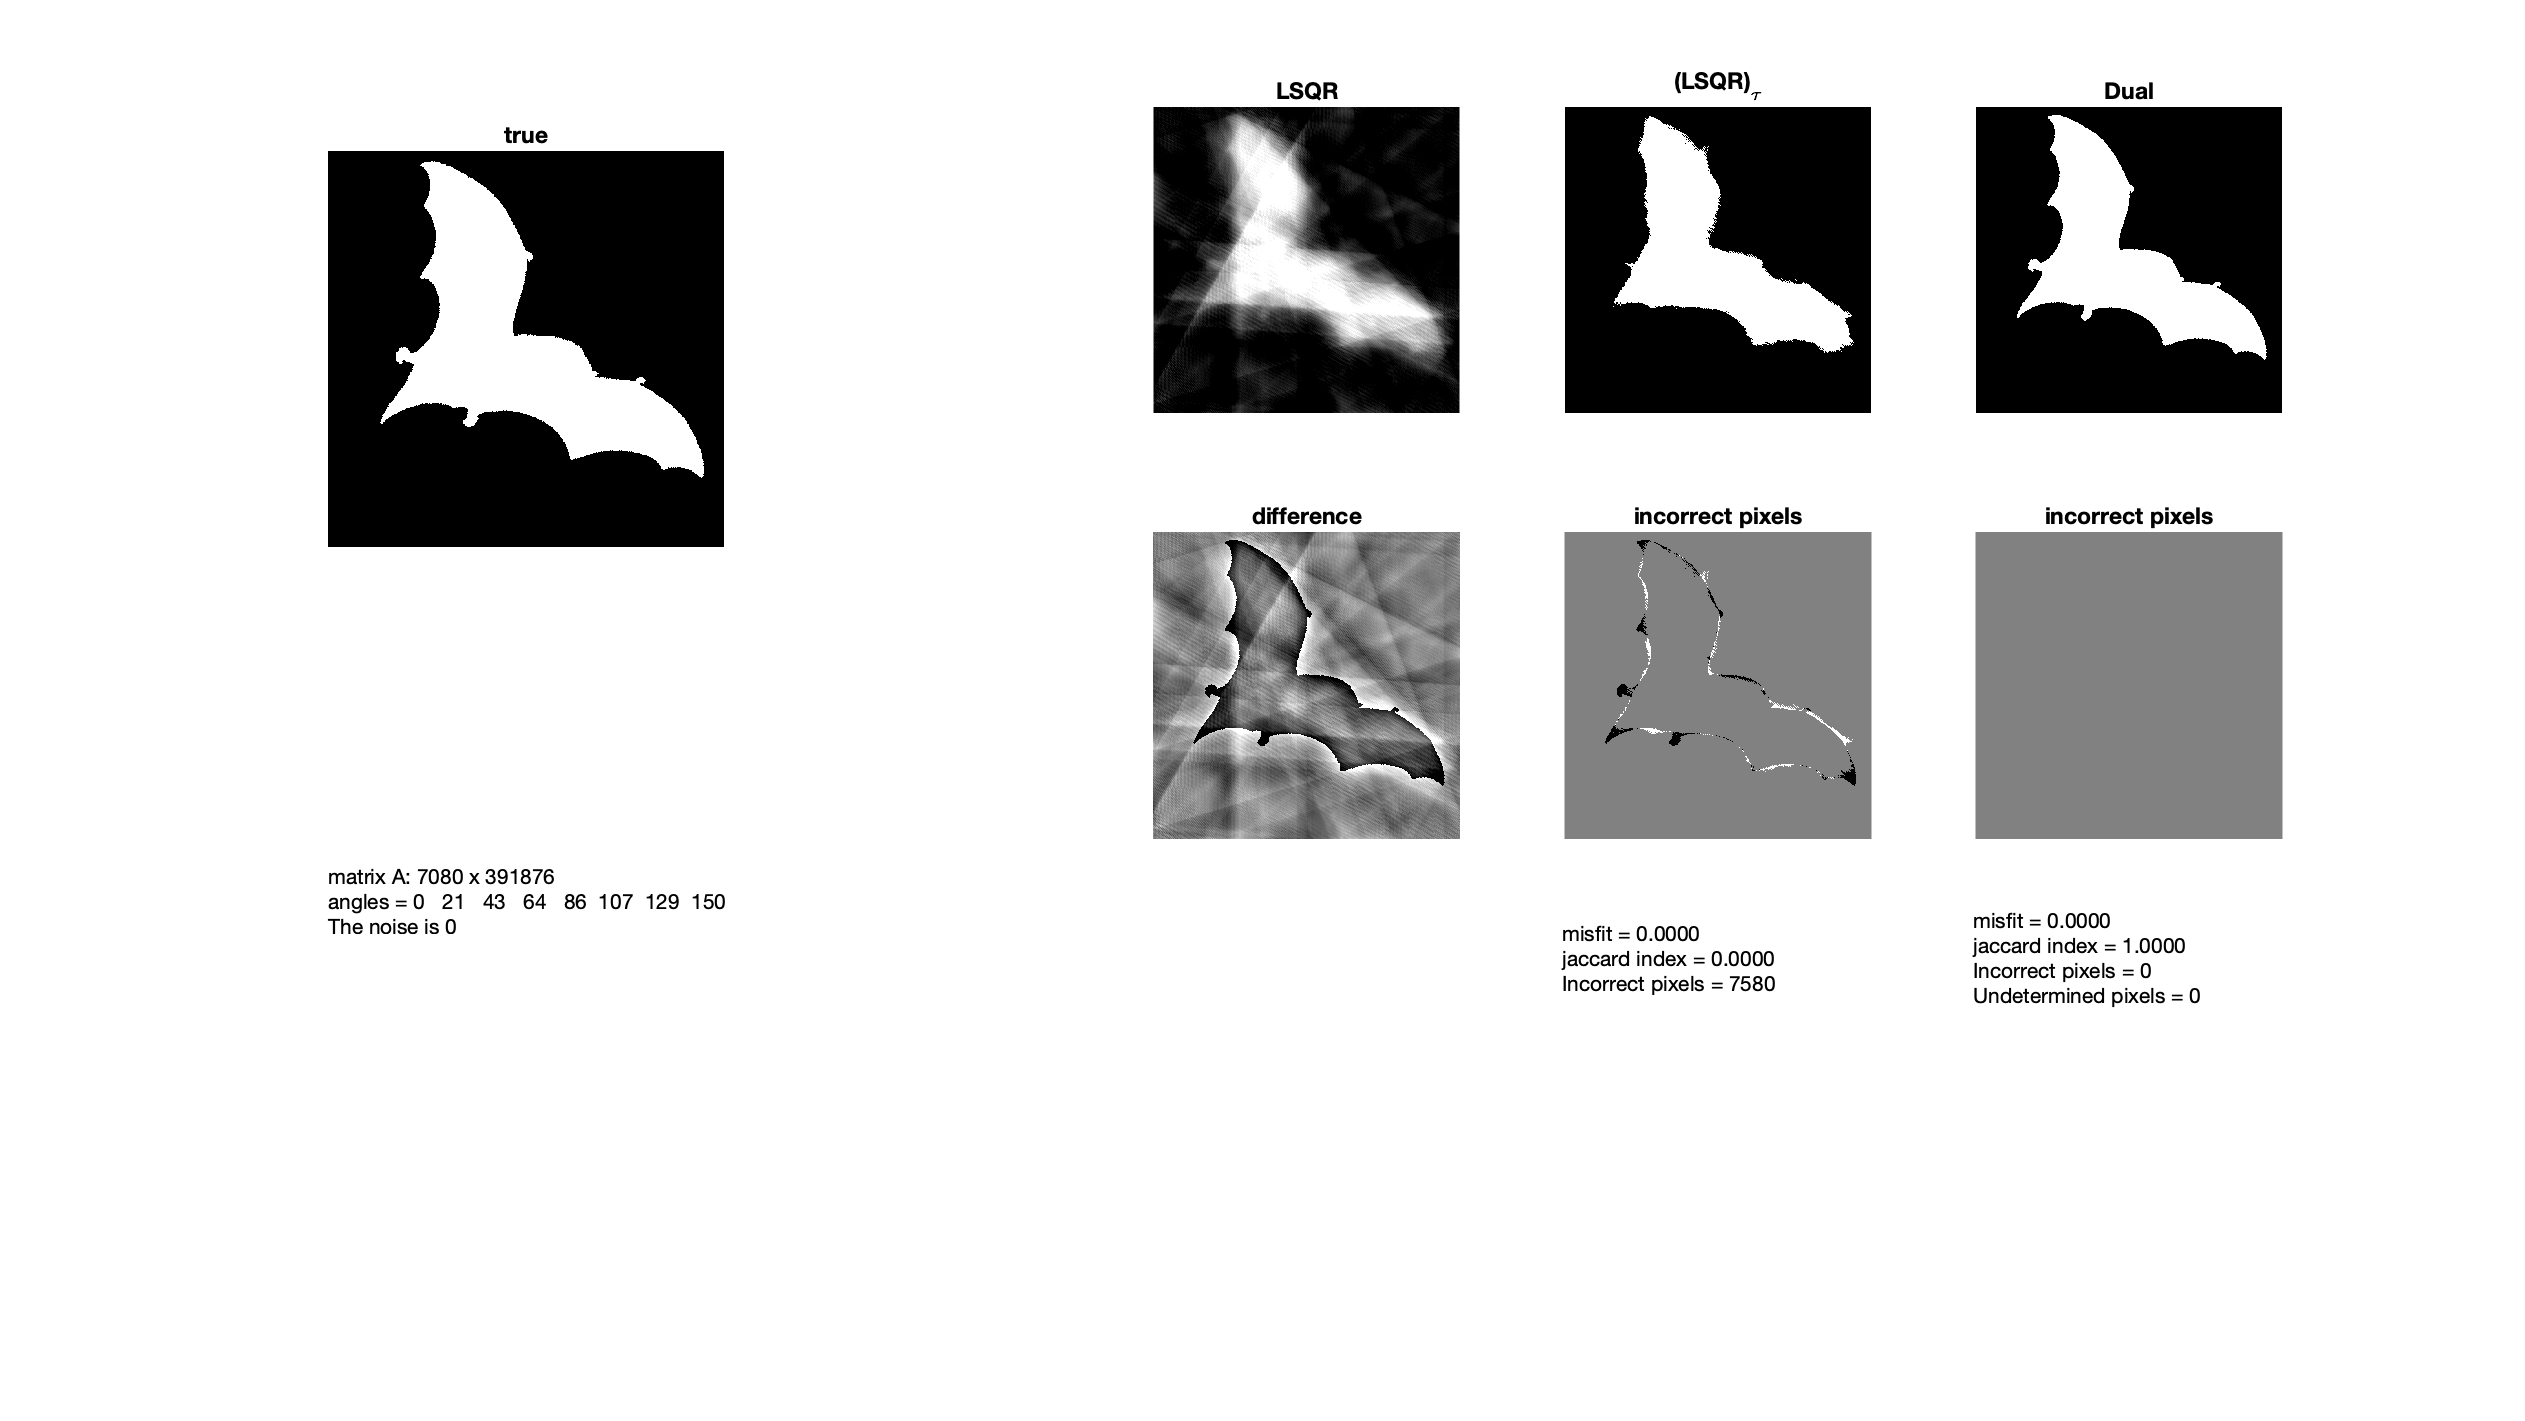 true
matrix A: 7080 x 391876
angles = 0 21 43 64 86 107 129 150
The noise is 0
LSQR
(LSQR)τ
Dual
difference
incorrect pixels
incorrect pixels
misfit = 0.0000
jaccard index = 0.0000
Incorrect pixels = 7580
misfit = 0.0000
jaccard index = 1.0000
Incorrect pixels = 0
Undetermined pixels = 0